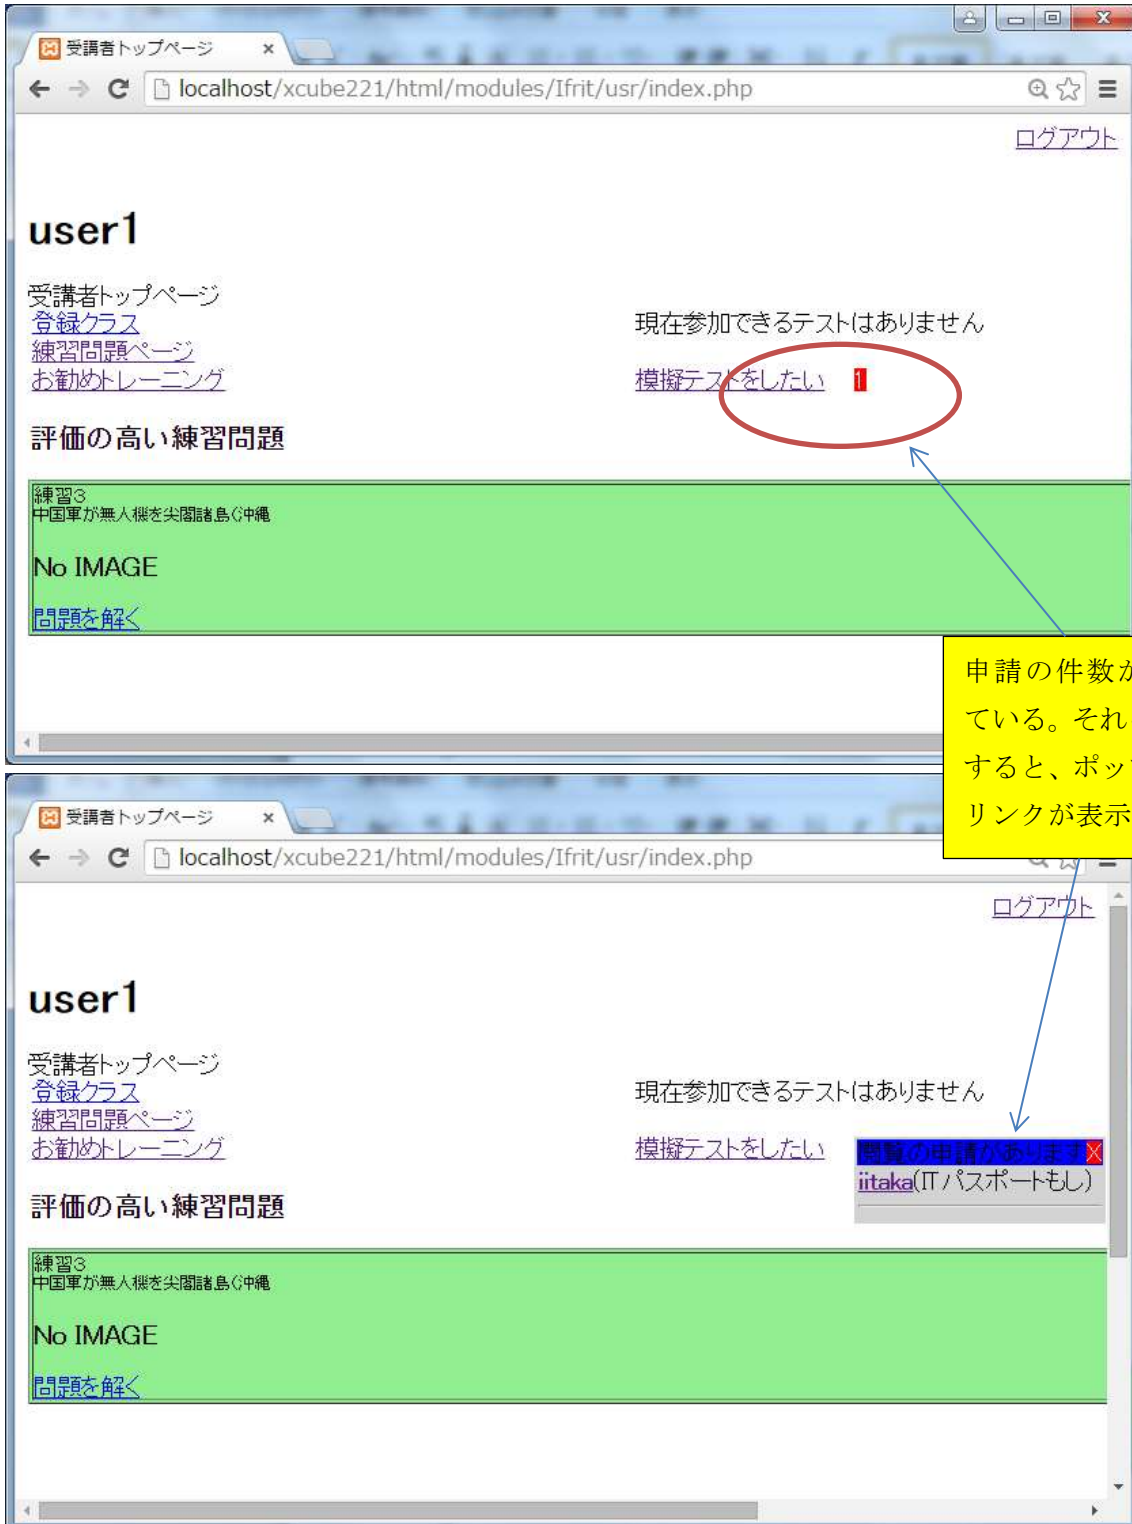 受講者トップページ
localhost/xcube221/html/modules/Ifrit/usr/index.php
ログアウト
user1
受講者トップページ
登録クラス
現在参加できるテストはありません
練習問題ページ
お勧めトレーニング
模擬テストをしたい 1
評価の高い練習問題
練習3
中国軍が無人機を尖閣諸島(沖縄
No IMAGE
問題を解く
申請の件数が
ている。それ
すると、ポッ
リンクが表示
受講者トップページ
localhost/xcube221/html/modules/Ifrit/usr/index.php
ログアウト
user1
受講者トップページ
登録クラス
現在参加できるテストはありません
練習問題ページ
お勧めトレーニング
模擬テストをしたい
閲覧の申請があります X
iitaka(ITパスポートもし)
評価の高い練習問題
練習3
中国軍が無人機を尖閣諸島(沖縄
No IMAGE
問題を解く